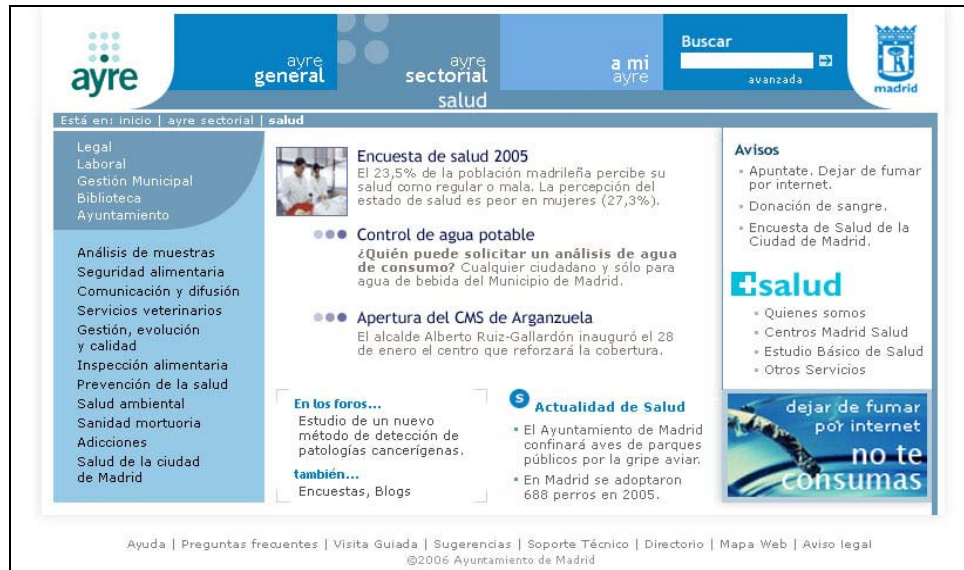 ayre
ayre
general
ayre
sectorial
salud
a mi
ayre
Buscar
avanzada
madrid
Está en: inicio | ayre sectorial | salud
Legal
Laboral
Gestión Municipal
Biblioteca
Ayuntamiento
Análisis de muestras
Seguridad alimentaria
Comunicación y difusión
Servicios veterinarios
Gestión, evolución
y calidad
Inspección alimentaria
Prevención de la salud
Salud ambiental
Sanidad mortuoria
Adicciones
Salud de la ciudad
de Madrid
Encuesta de salud 2005
El 23,5% de la población madrileña percibe su
salud como regular o mala. La percepción del
estado de salud es peor en mujeres (27,3%).
Control de agua potable
¿Quién puede solicitar un análisis de agua
de consumo? Cualquier ciudadano y sólo para
agua de bebida del Municipio de Madrid.
Apertura del CMS de Arganzuela
El alcalde Alberto Ruiz-Gallardón inauguró el 28
de enero el centro que reforzará la cobertura.
En los foros...
Estudio de un nuevo
método de detección de
patologías cancerígenas.
también...
Encuestas, Blogs
S Actualidad de Salud
El Ayuntamiento de Madrid
confinará aves de parques
públicos por la gripe aviar.
En Madrid se adoptaron
688 perros en 2005.
Avisos
Apuntate. Dejar de fumar
por internet.
Donación de sangre.
Encuesta de Salud de la
Ciudad de Madrid.
+salud
Quienes somos
Centros Madrid Salud
Estudio Básico de Salud
Otros Servicios
dejar de fumar
por internet
no te
consumas
Ayuda | Preguntas frecuentes | Visita Guiada | Sugerencias | Soporte Técnico | Directorio | Mapa Web | Aviso legal
©2006 Ayuntamiento de Madrid